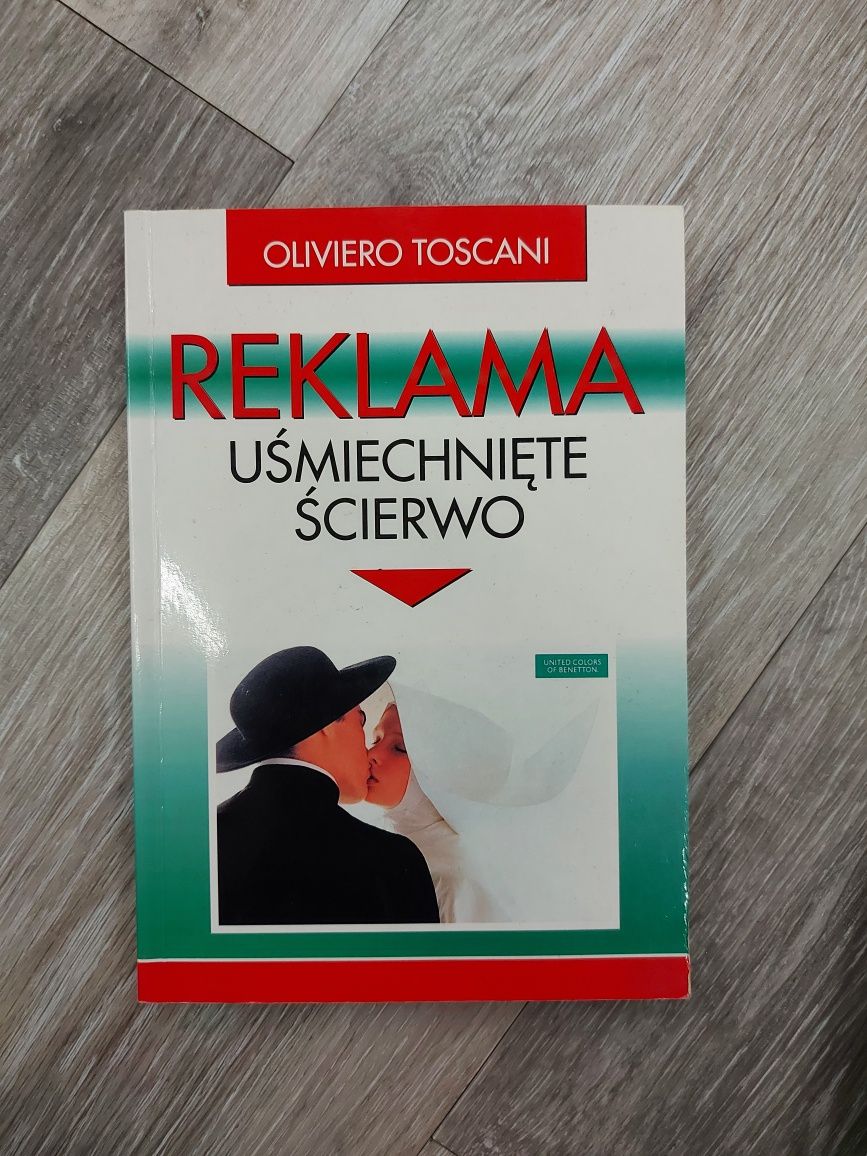 OLIVIERO TOSCANI
REKLAMA
UŚMIECHNIĘTE
ŚCIERWO
UNITED COLORS
OF BENETTON.